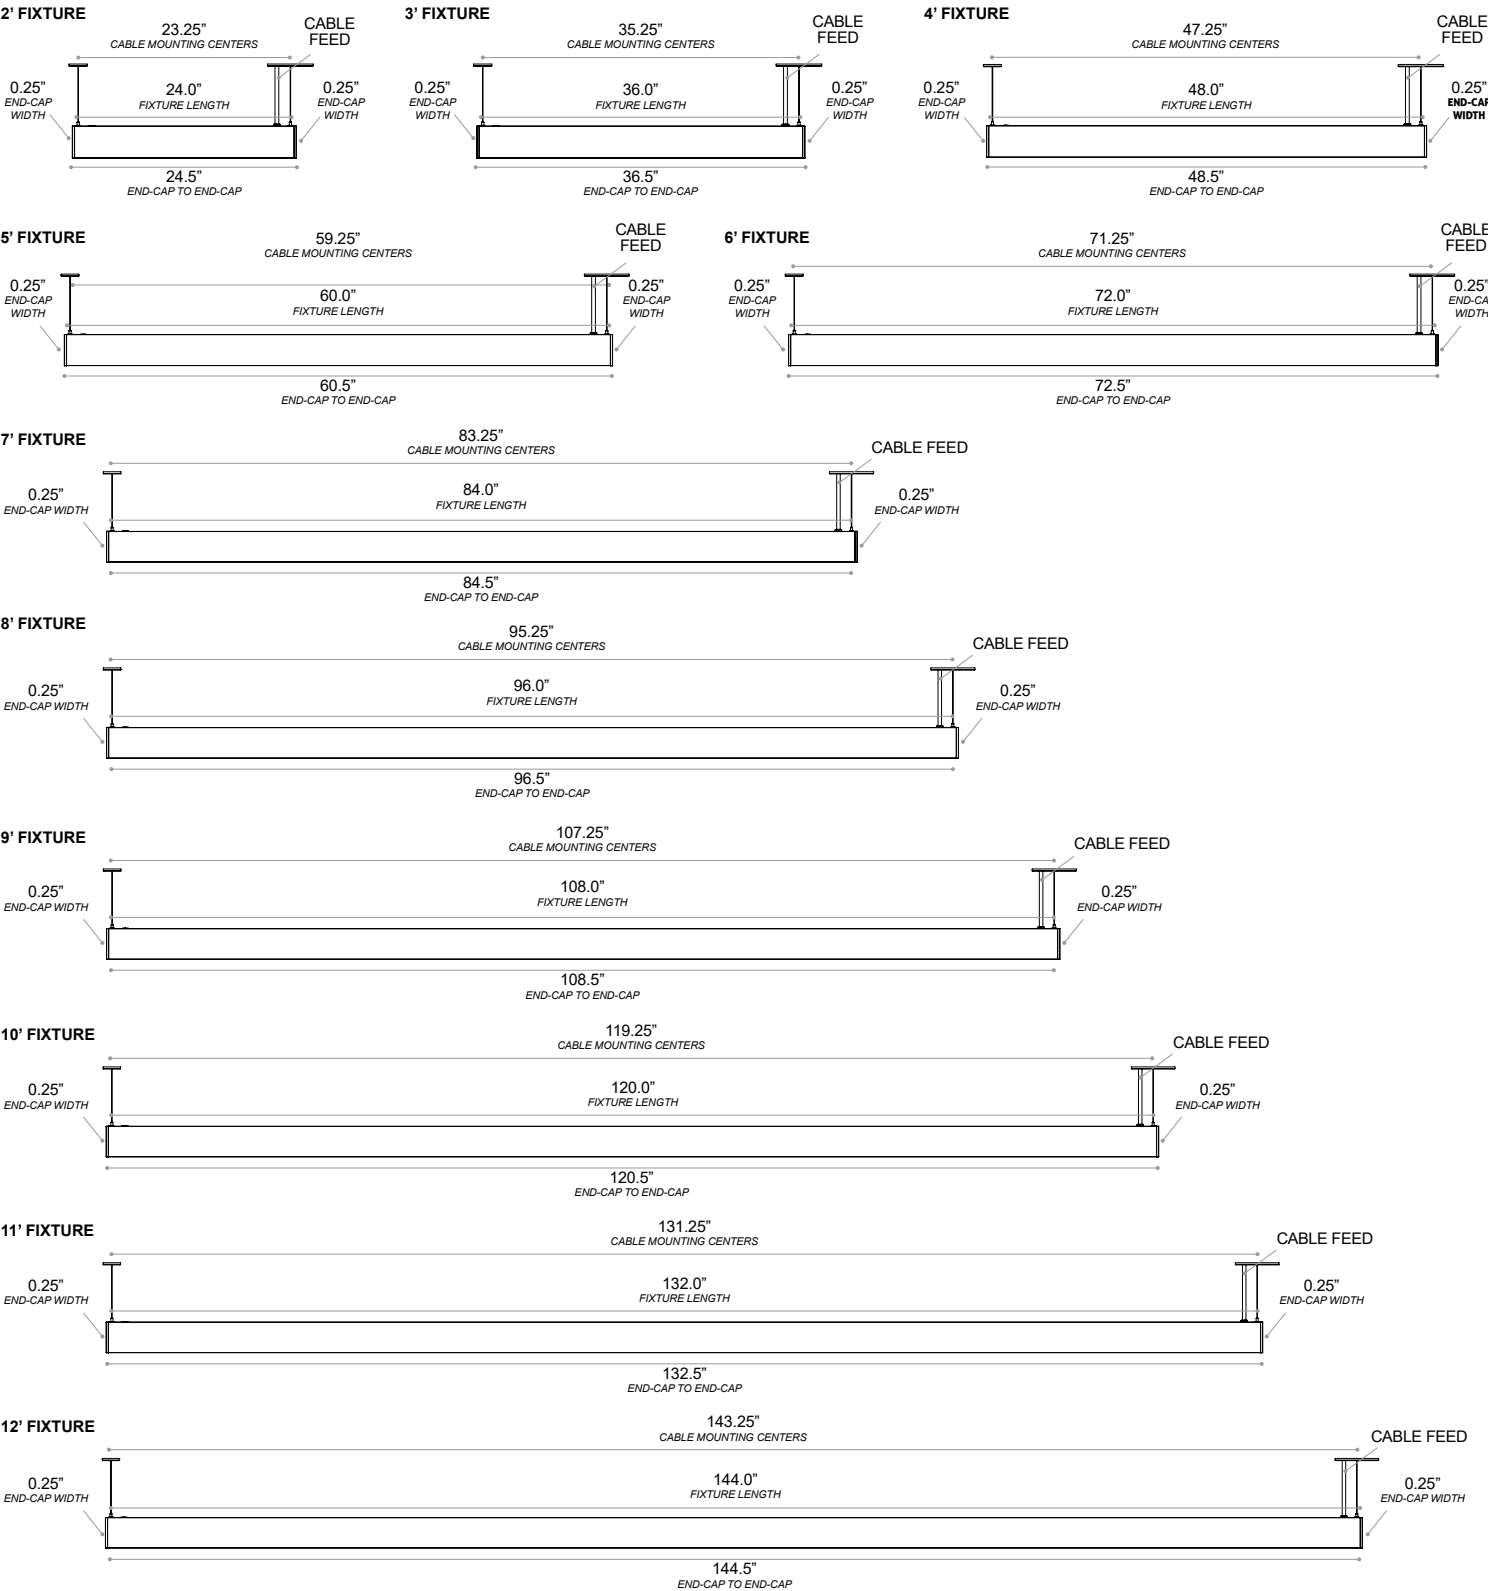 2’ FIXTURE
23.25”
CABLE MOUNTING CENTERS
CABLE
FEED
0.25”
END-CAP
WIDTH
24.0”
FIXTURE LENGTH
0.25”
END-CAP
WIDTH
24.5”
END-CAP TO END-CAP
3’ FIXTURE
35.25”
CABLE MOUNTING CENTERS
CABLE
FEED
0.25”
END-CAP
WIDTH
36.0”
FIXTURE LENGTH
0.25”
END-CAP
WIDTH
36.5”
END-CAP TO END-CAP
4’ FIXTURE
47.25”
CABLE MOUNTING CENTERS
CABLE
FEED
0.25”
END-CAP
WIDTH
48.0”
FIXTURE LENGTH
0.25”
END-CAP
WIDTH
48.5”
END-CAP TO END-CAP
5’ FIXTURE
59.25”
CABLE MOUNTING CENTERS
CABLE
FEED
0.25”
END-CAP
WIDTH
60.0”
FIXTURE LENGTH
0.25”
END-CAP
WIDTH
60.5”
END-CAP TO END-CAP
6’ FIXTURE
71.25”
CABLE MOUNTING CENTERS
CABLE
FEED
0.25”
END-CAP
WIDTH
72.0”
FIXTURE LENGTH
0.25”
END-CAP
WIDTH
72.5”
END-CAP TO END-CAP
7’ FIXTURE
83.25”
CABLE MOUNTING CENTERS
CABLE FEED
0.25”
END-CAP WIDTH
84.0”
FIXTURE LENGTH
0.25”
END-CAP WIDTH
84.5”
END-CAP TO END-CAP
8’ FIXTURE
95.25”
CABLE MOUNTING CENTERS
CABLE FEED
0.25”
END-CAP WIDTH
96.0”
FIXTURE LENGTH
0.25”
END-CAP WIDTH
96.5”
END-CAP TO END-CAP
9’ FIXTURE
107.25”
CABLE MOUNTING CENTERS
CABLE FEED
0.25”
END-CAP WIDTH
108.0”
FIXTURE LENGTH
0.25”
END-CAP WIDTH
108.5”
END-CAP TO END-CAP
10’ FIXTURE
119.25”
CABLE MOUNTING CENTERS
CABLE FEED
0.25”
END-CAP WIDTH
120.0”
FIXTURE LENGTH
0.25”
END-CAP WIDTH
120.5”
END-CAP TO END-CAP
11’ FIXTURE
131.25”
CABLE MOUNTING CENTERS
CABLE FEED
0.25”
END-CAP WIDTH
132.0”
FIXTURE LENGTH
0.25”
END-CAP WIDTH
132.5”
END-CAP TO END-CAP
12’ FIXTURE
143.25”
CABLE MOUNTING CENTERS
CABLE FEED
0.25”
END-CAP WIDTH
144.0”
FIXTURE LENGTH
0.25”
END-CAP WIDTH
144.5”
END-CAP TO END-CAP